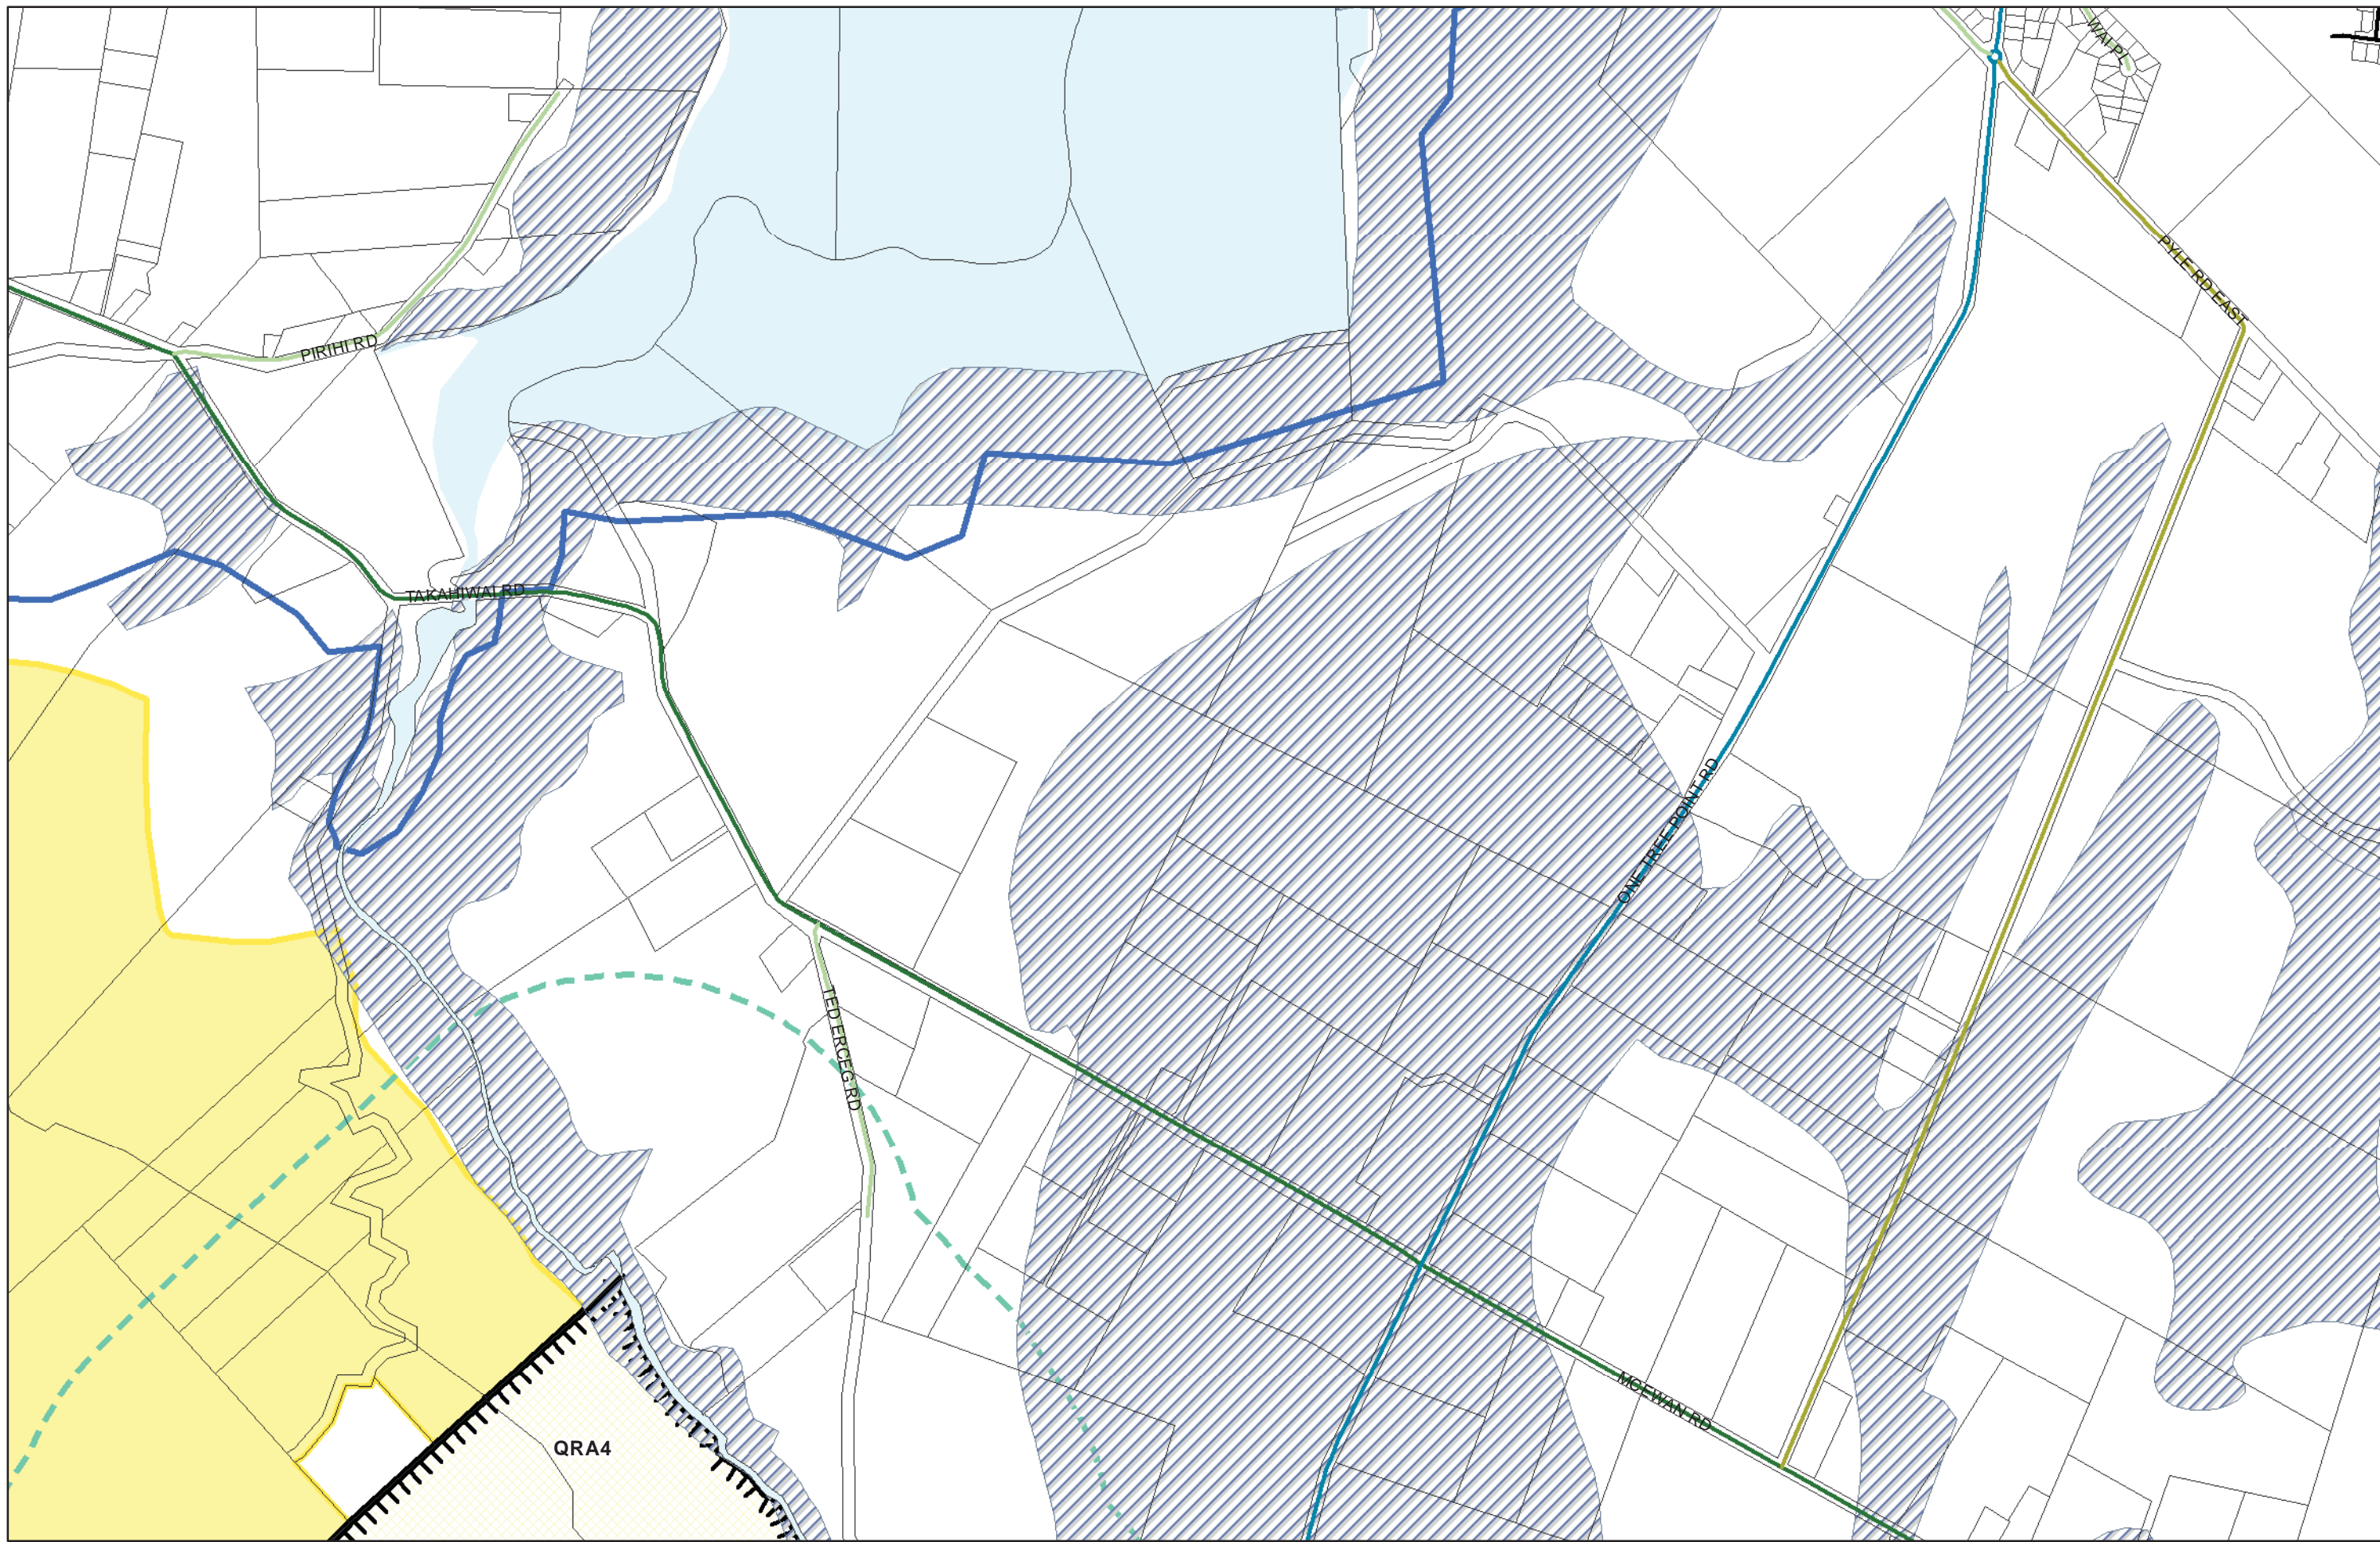 WAI PL
PYLE RD EAST
PIRIHI RD
TAKAHIWAI RD
ONE TREE POINT RD
TED ERCEG RD
MCEWAN RD
QRA4